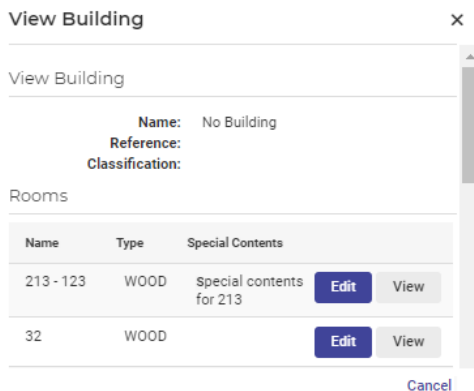 View Building ×
View Building
Name: No Building
Reference:
Classification:
Rooms
Name Type Special Contents
213 - 123 WOOD Special contents for 213 Edit View
32 WOOD Edit View
Cancel